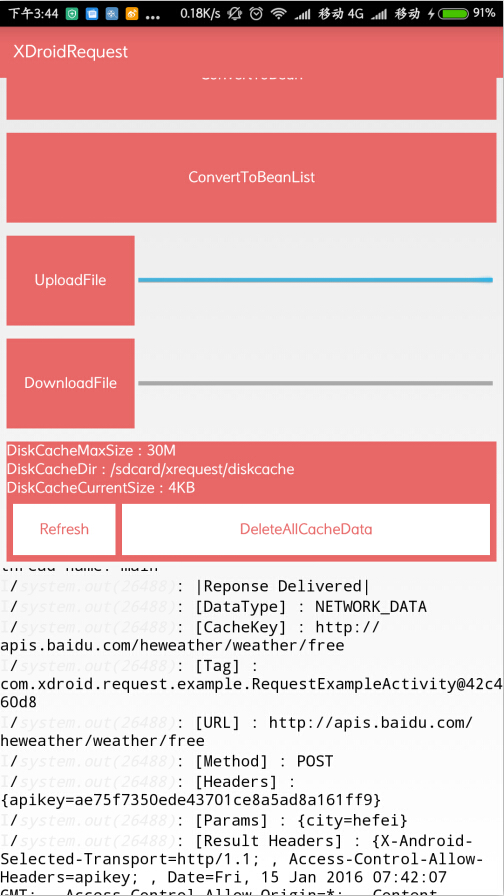 下午3:44 ... 0.18K/s 移动 4G 移动 91%
XDroidRequest
ConvertToBean
ConvertToBeanList
UploadFile
DownloadFile
DiskCacheMaxSize : 30M
DiskCacheDir : /sdcard/xrequest/diskcache
DiskCacheCurrentSize : 4KB
Refresh DeleteAllCacheData
thread name: main
I/system.out(26488): |Reponse Delivered|
I/system.out(26488): [DataType] : NETWORK_DATA
I/system.out(26488): [CacheKey] : http://
apis.baidu.com/heweather/weather/free
I/system.out(26488): [Tag] :
com.xdroid.request.example.RequestExampleActivity@42c4
60d8
I/system.out(26488): [URL] : http://apis.baidu.com/
heweather/weather/free
I/system.out(26488): [Method] : POST
I/system.out(26488): [Headers] :
{apikey=ae75f7350ede43701ce8a5ad8a161ff9}
I/system.out(26488): [Params] : {city=hefei}
I/system.out(26488): [Result Headers] : {X-Android-
Selected-Transport=http/1.1; , Access-Control-Allow-
Headers=apikey; , Date=Fri, 15 Jan 2016 07:42:07
GMT; , Access-Control-Allow-Origin=*; , Content-